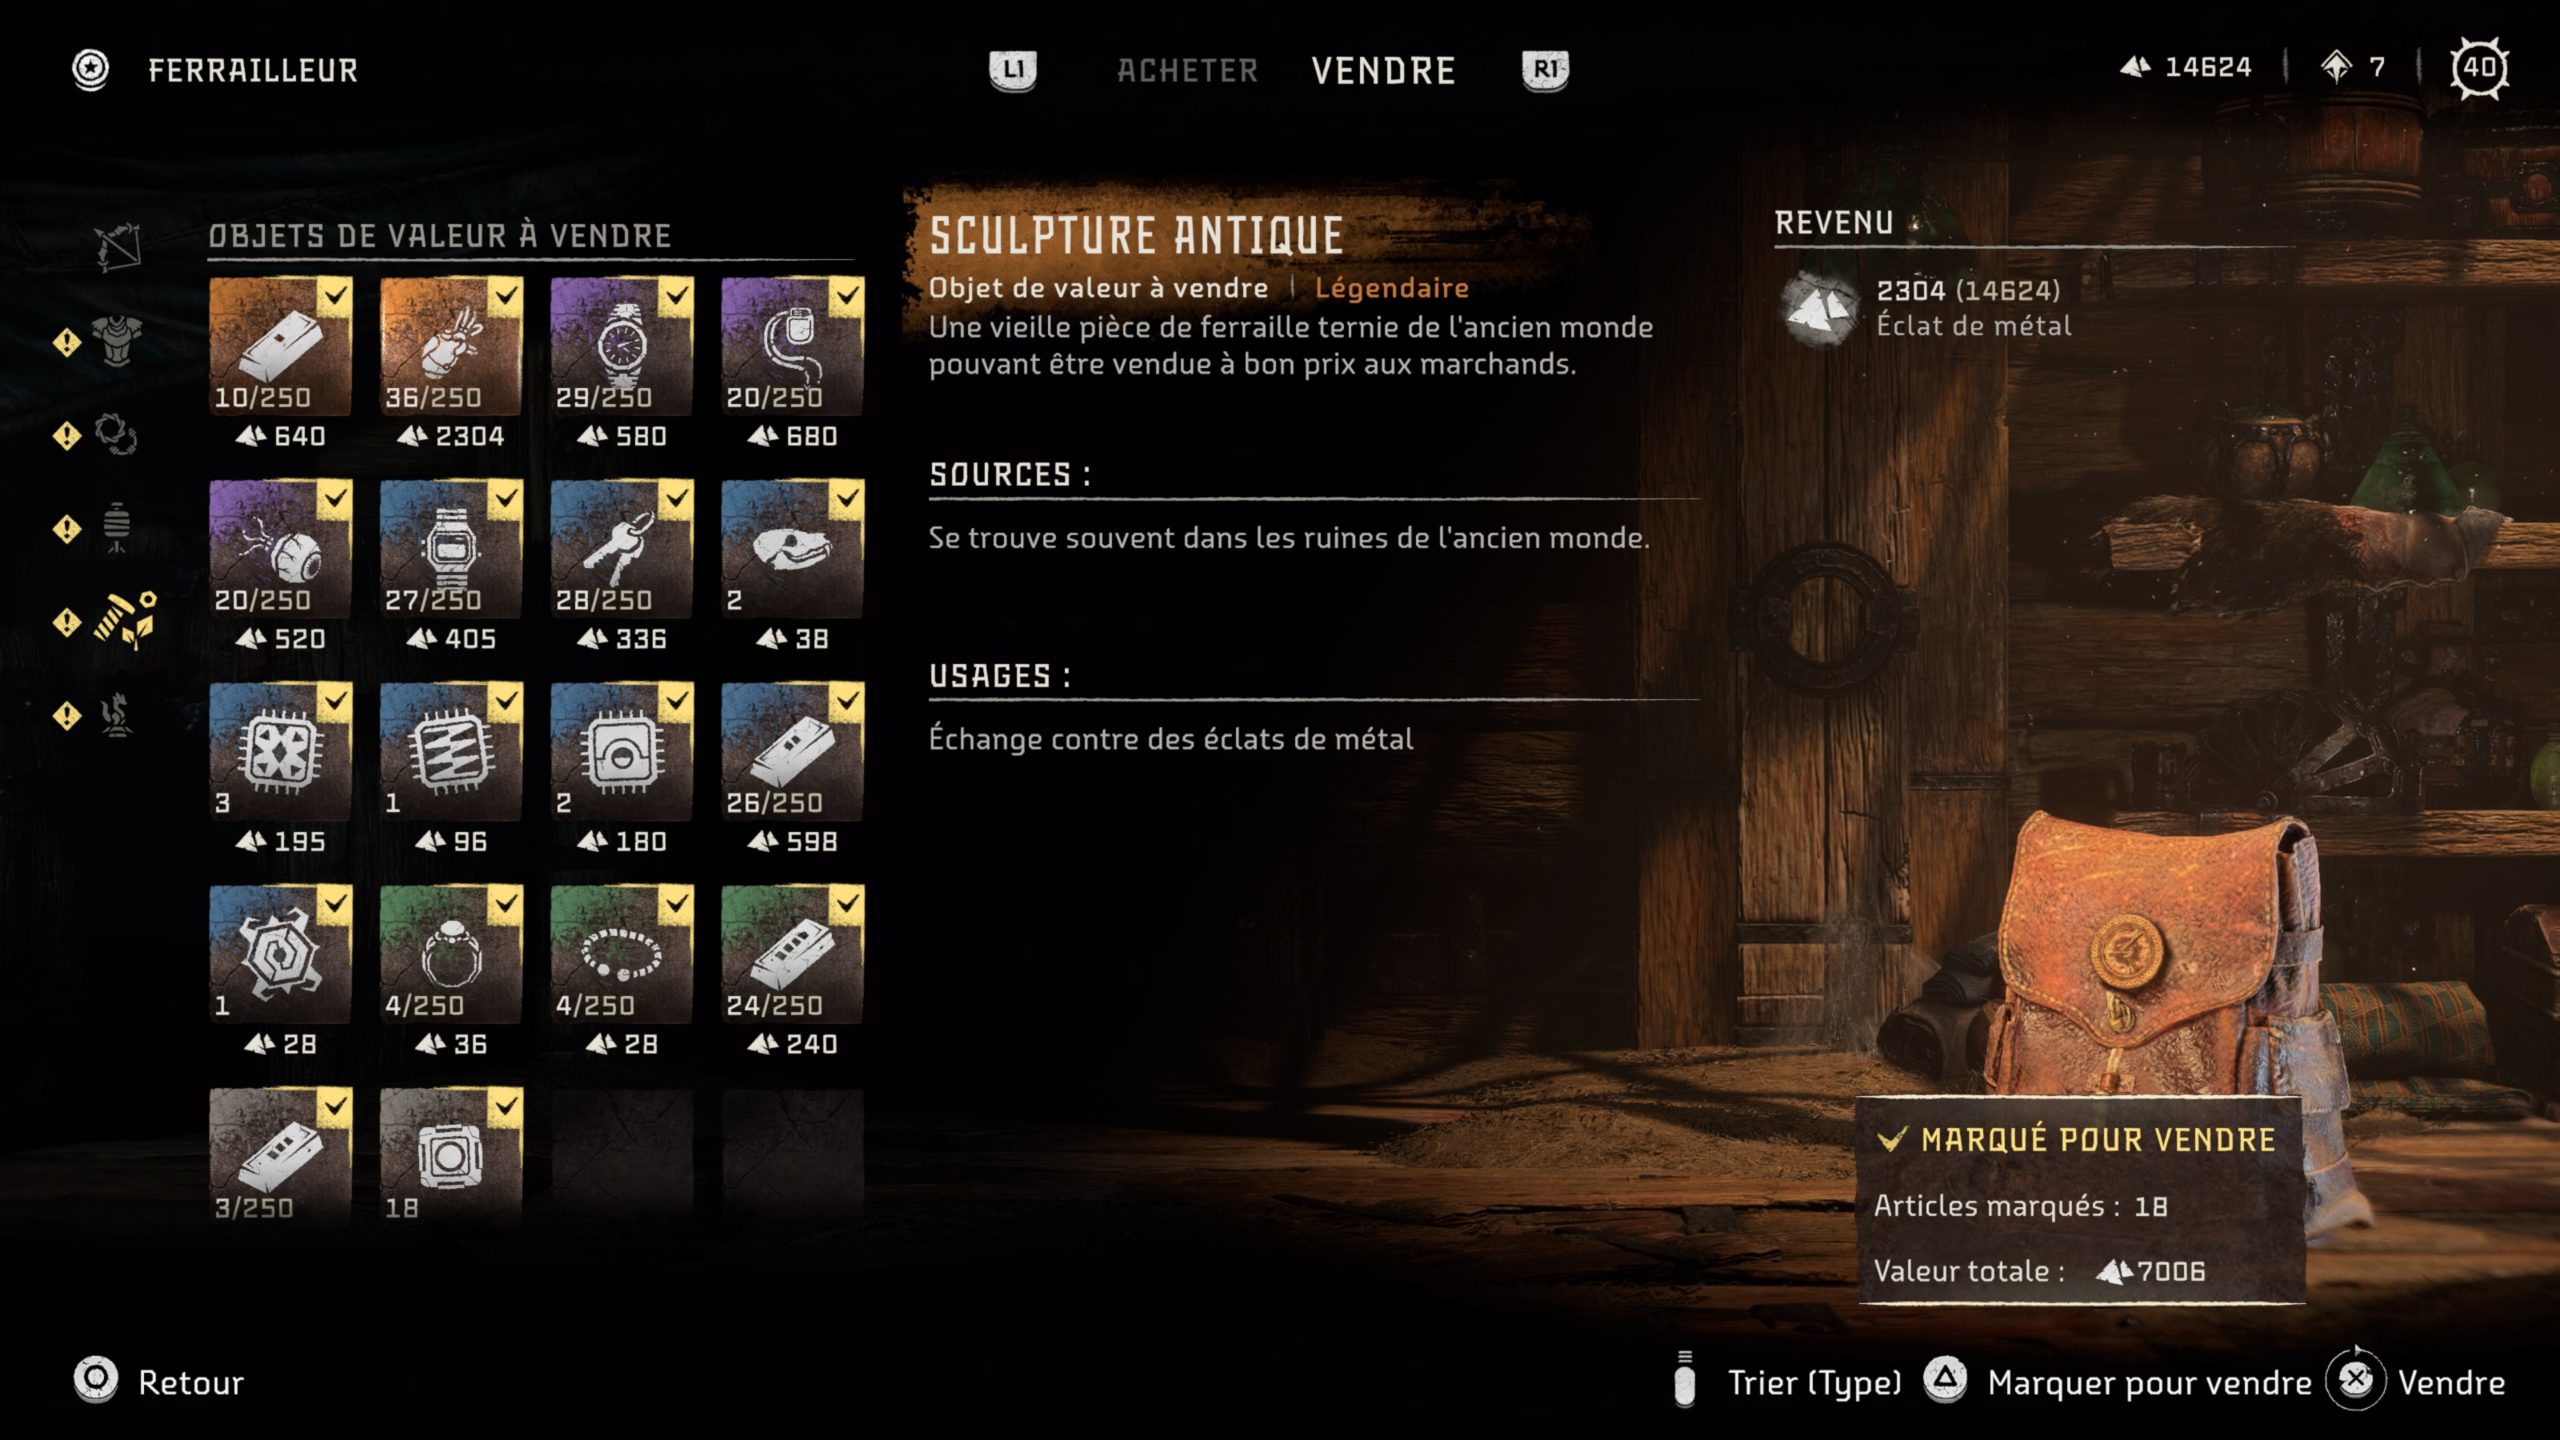 FERRAILLEUR
L1 ACHETER VENDRE R1
14624 7 40
OBJETS DE VALEUR À VENDRE
10/250 36/250 29/250 20/250
640 2304 580 680
20/250 27/250 28/250 2
520 405 336 38
3 1 2 26/250
195 96 180 598
1 4/250 4/250 24/250
28 36 28 240
3/250 18
SCULPTURE ANTIQUE
Objet de valeur à vendre | Légendaire
Une vieille pièce de ferraille ternie de l'ancien monde
pouvant être vendue à bon prix aux marchands.
SOURCES :
Se trouve souvent dans les ruines de l'ancien monde.
USAGES :
Échange contre des éclats de métal
REVENU
2304 (14624)
Éclat de métal
MARQUÉ POUR VENDRE
Articles marqués : 18
Valeur totale : 7006
Retour
Trier (Type) Marquer pour vendre Vendre